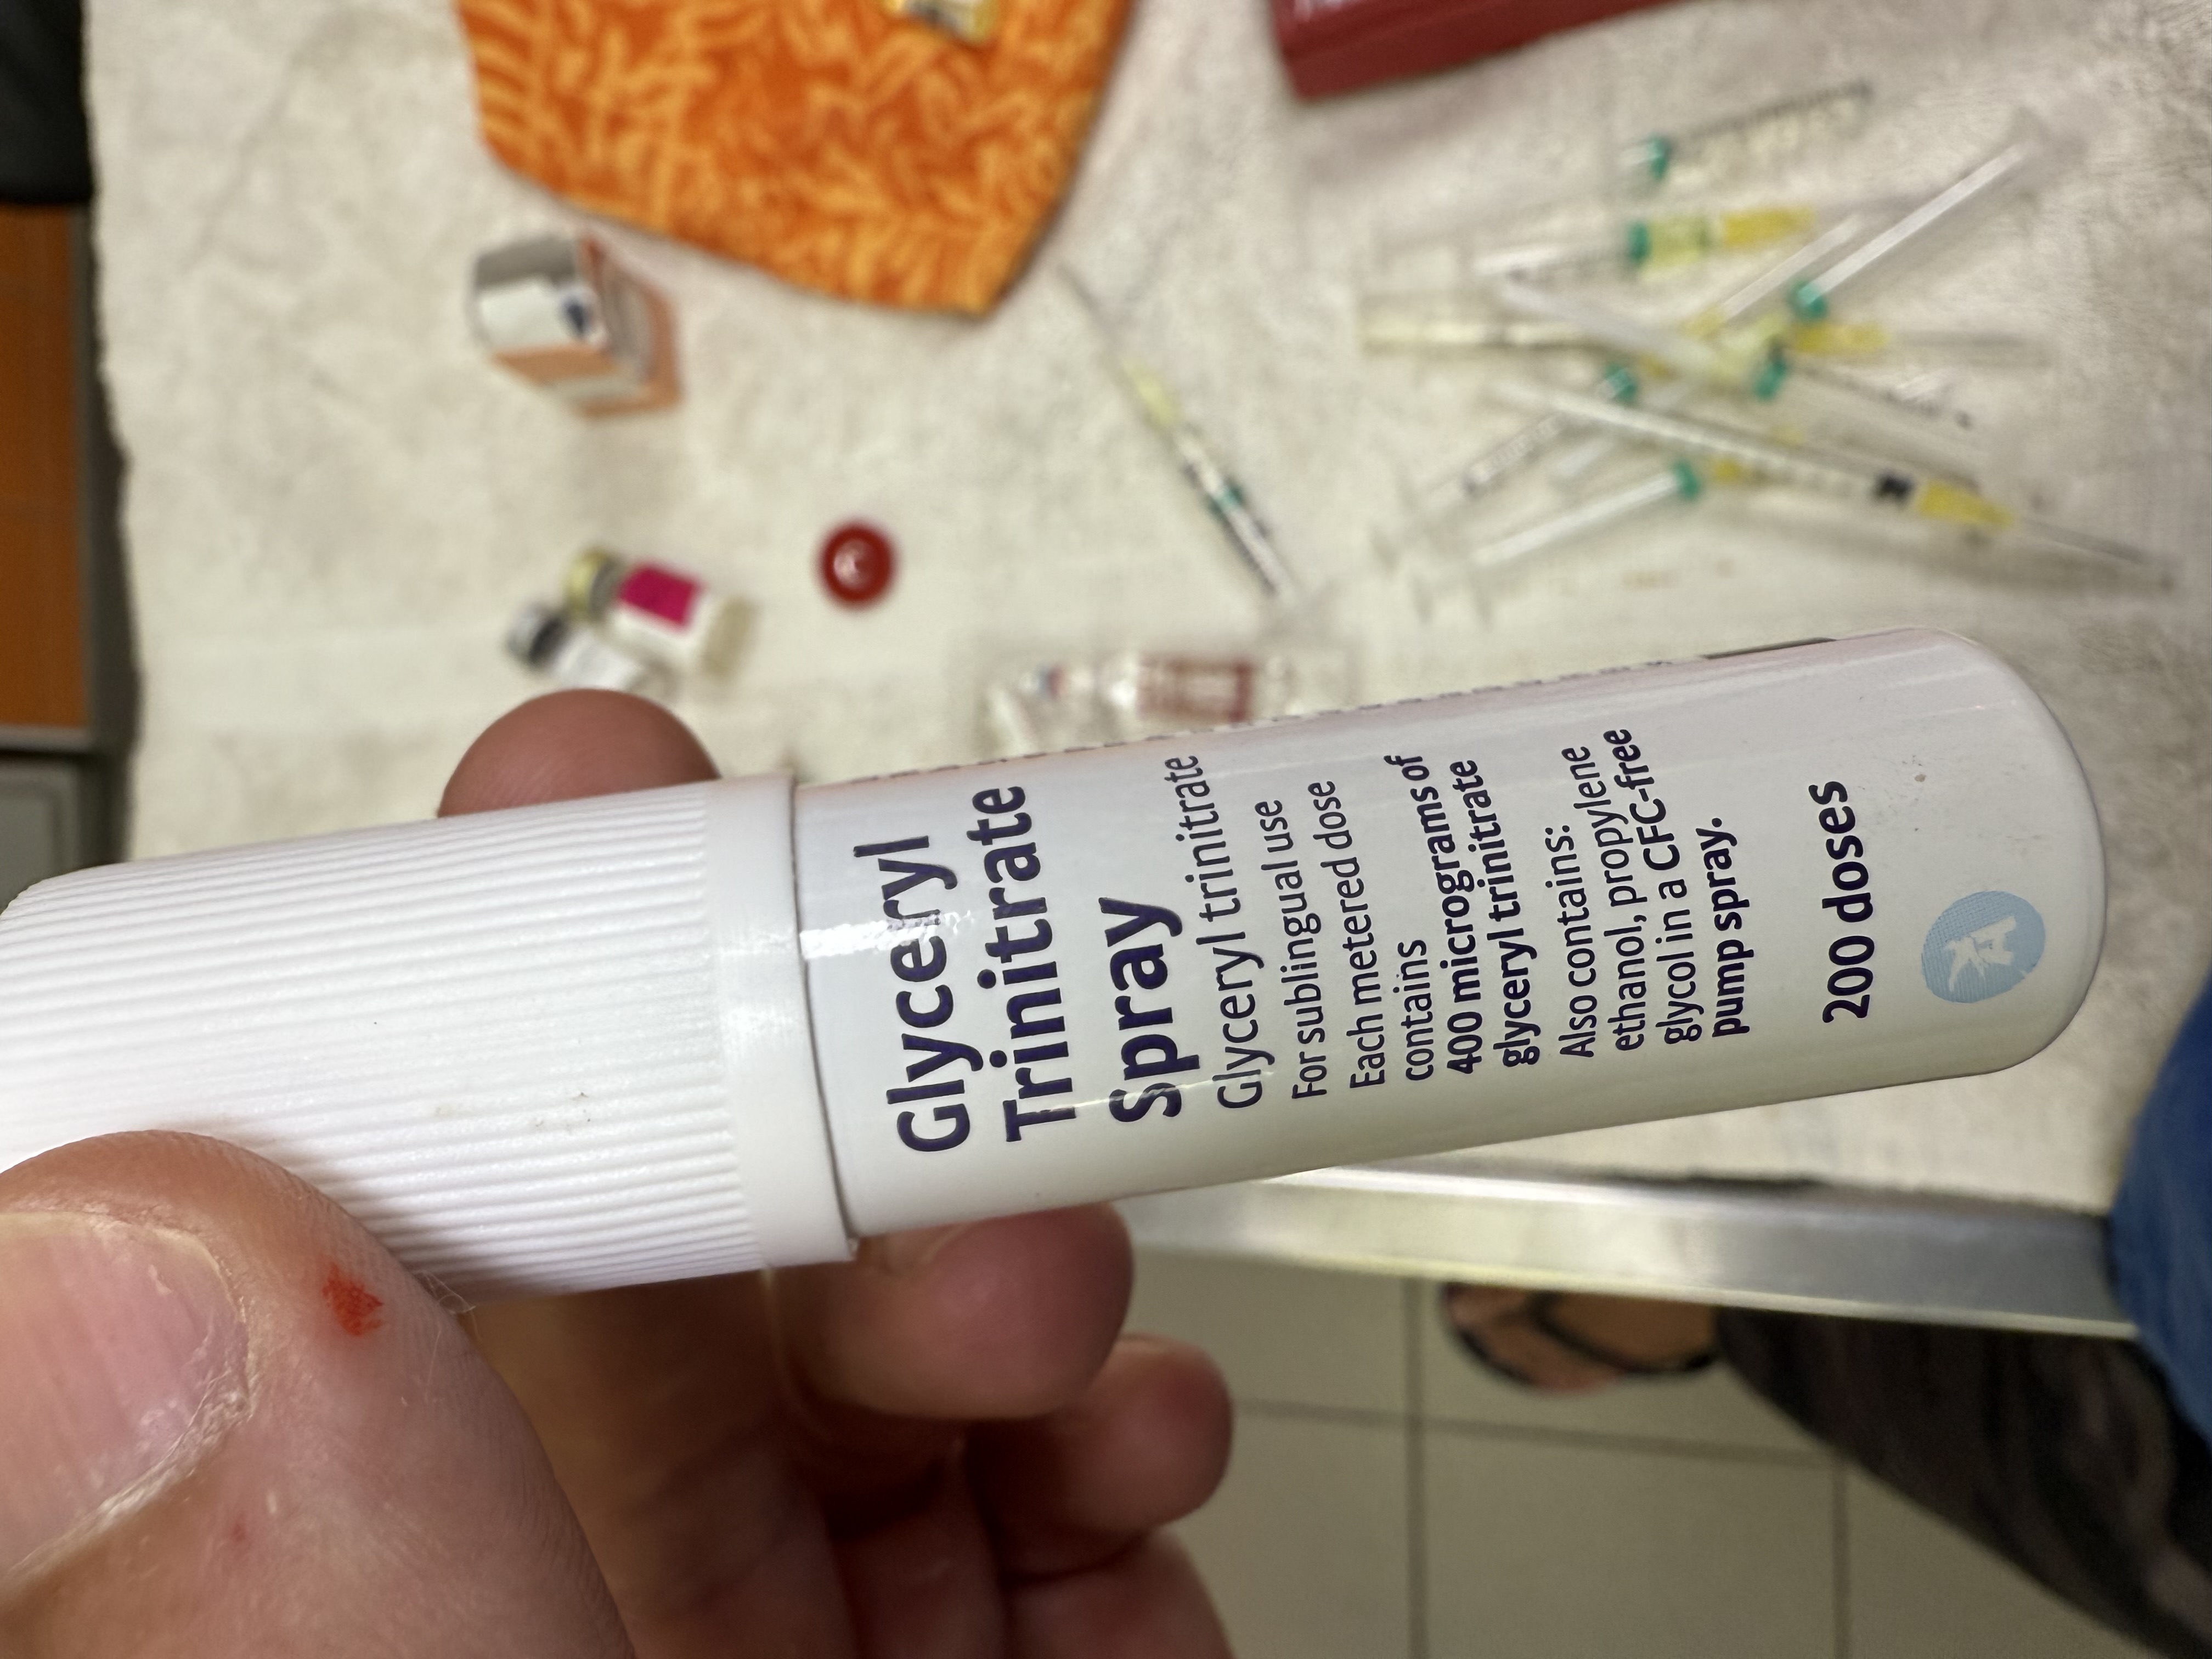 Glyceryl
Trinitrate
Spray
Glyceryl trinitrate
For sublingual use
Each metered dose
contains
400 micrograms of
glyceryl trinitrate
Also contains:
ethanol, propylene
glycol in a CFC-free
pump spray.
200 doses